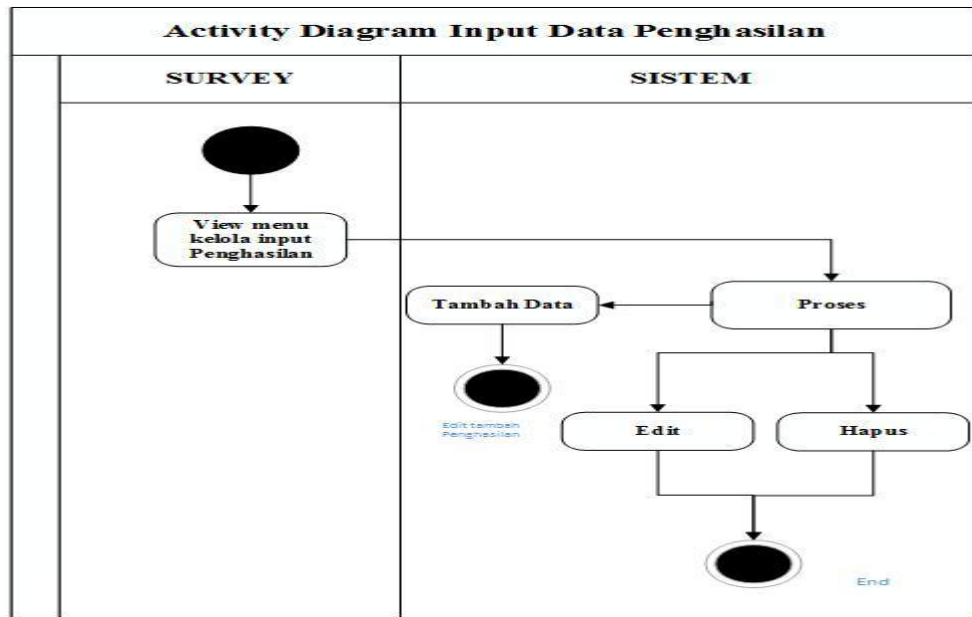 Activity Diagram Input Data Penghasilan
SURVEY
SISTEM
View menu
kelola input
Penghasilan
Tambah Data
Proses
Edit tambah
Penghasilan
Edit
Hapus
End